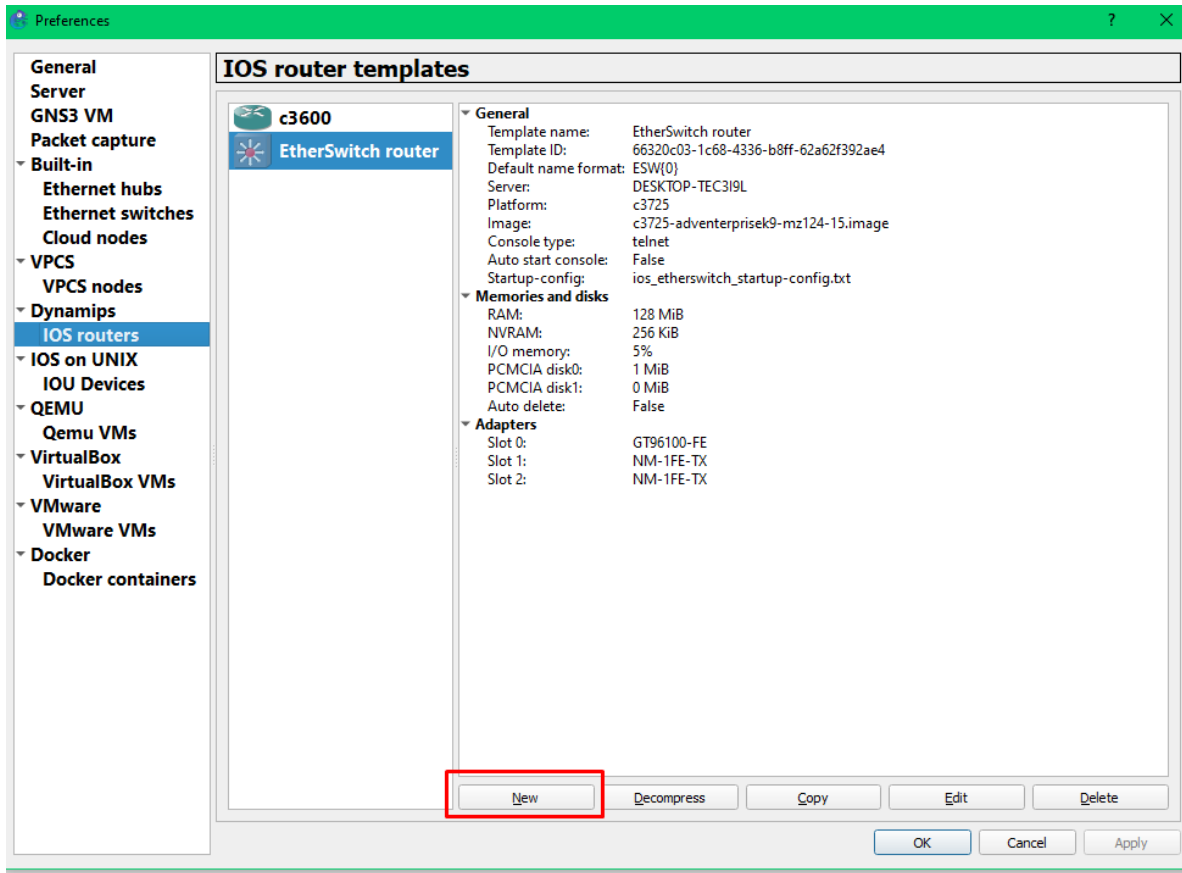 Preferences
?
General
Server
GNS3 VM
Packet capture
Built-in
Ethernet hubs
Ethernet switches
Cloud nodes
VPCS
VPCS nodes
Dynamips
IOS routers
IOS on UNIX
IOU Devices
QEMU
Qemu VMs
VirtualBox
VirtualBox VMs
VMware
VMware VMs
Docker
Docker containers
IOS router templates
c3600
EtherSwitch router
General
Template name: EtherSwitch router
Template ID: 66320c03-1c68-4336-b8ff-62a62f392ae4
Default name format: ESW{0}
Server: DESKTOP-TEC3I9L
Platform: c3725
Image: c3725-adventerprisek9-mz124-15.image
Console type: telnet
Auto start console: False
Startup-config: ios_etherswitch_startup-config.txt
Memories and disks
RAM: 128 MiB
NVRAM: 256 KiB
I/O memory: 5%
PCMCIA disk0: 1 MiB
PCMCIA disk1: 0 MiB
Auto delete: False
Adapters
Slot 0: GT96100-FE
Slot 1: NM-1FE-TX
Slot 2: NM-1FE-TX
New Decompress Copy Edit Delete
OK Cancel Apply